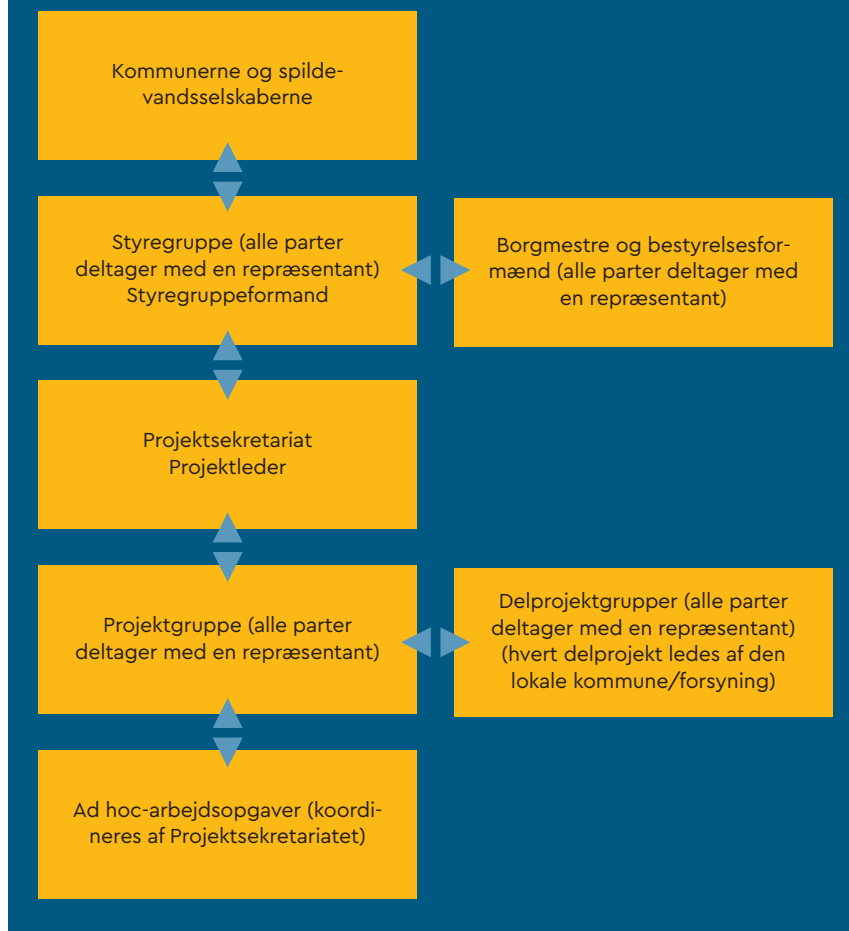 Kommunerne og spilde-
vandsselskaberne
Styregruppe (alle parter
deltager med en repræsentant)
Styregruppeformand
Borgmestre og bestyrelsesfor-
mænd (alle parter deltager med
en repræsentant)
Projektsekretariat
Projektleder
Projektgruppe (alle parter
deltager med en repræsentant)
Delprojektgrupper (alle parter
deltager med en repræsentant)
(hvert delprojekt ledes af den
lokale kommune/forsyning)
Ad hoc-arbejdsopgaver (koordi-
neres af Projektsekretariatet)